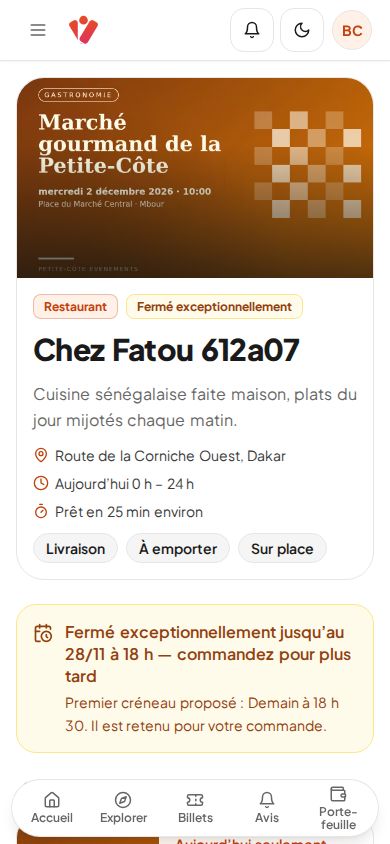 BC
GASTRONOMIE
Marché
gourmand de la
Petite-Côte
mercredi 2 décembre 2026 · 10:00
Place du Marché Central · Mbour
PETITE-CÔTE ÉVÉNEMENTS
Restaurant
Fermé exceptionnellement
Chez Fatou 612a07
Cuisine sénégalaise faite maison, plats du
jour mijotés chaque matin.
Route de la Corniche Ouest, Dakar
Aujourd'hui 0 h – 24 h
Prêt en 25 min environ
Livraison
À emporter
Sur place
Fermé exceptionnellement jusqu'au
28/11 à 18 h — commandez pour plus
tard
Premier créneau proposé : Demain à 18 h
30. Il est retenu pour votre commande.
Accueil
Explorer
Billets
Avis
Porte-
feuille
Aujourd'hui seulement